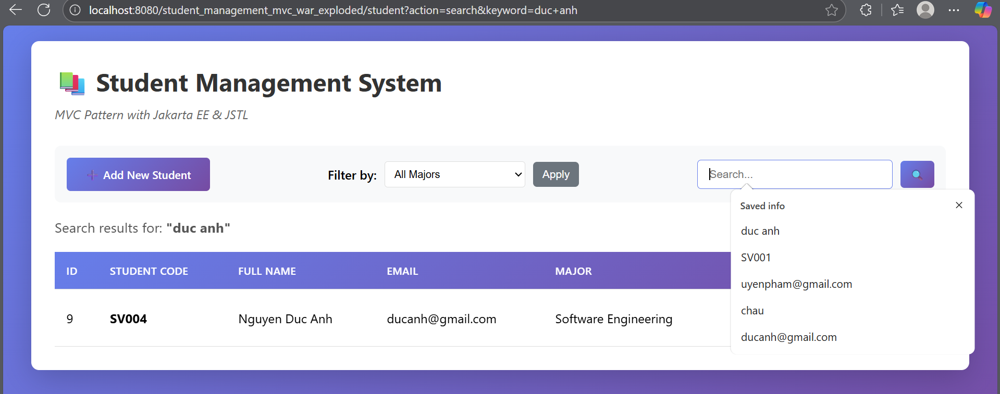 localhost:8080/student_management_mvc_war_exploded/student?action=search&keyword=duc+anh
Student Management System
MVC Pattern with Jakarta EE & JSTL
Add New Student
Filter by:
All Majors
Apply
Search...
Saved info
duc anh
SV001
uyenpham@gmail.com
chau
ducanh@gmail.com
Search results for: "duc anh"
ID STUDENT CODE FULL NAME EMAIL MAJOR
9 SV004 Nguyen Duc Anh ducanh@gmail.com Software Engineering